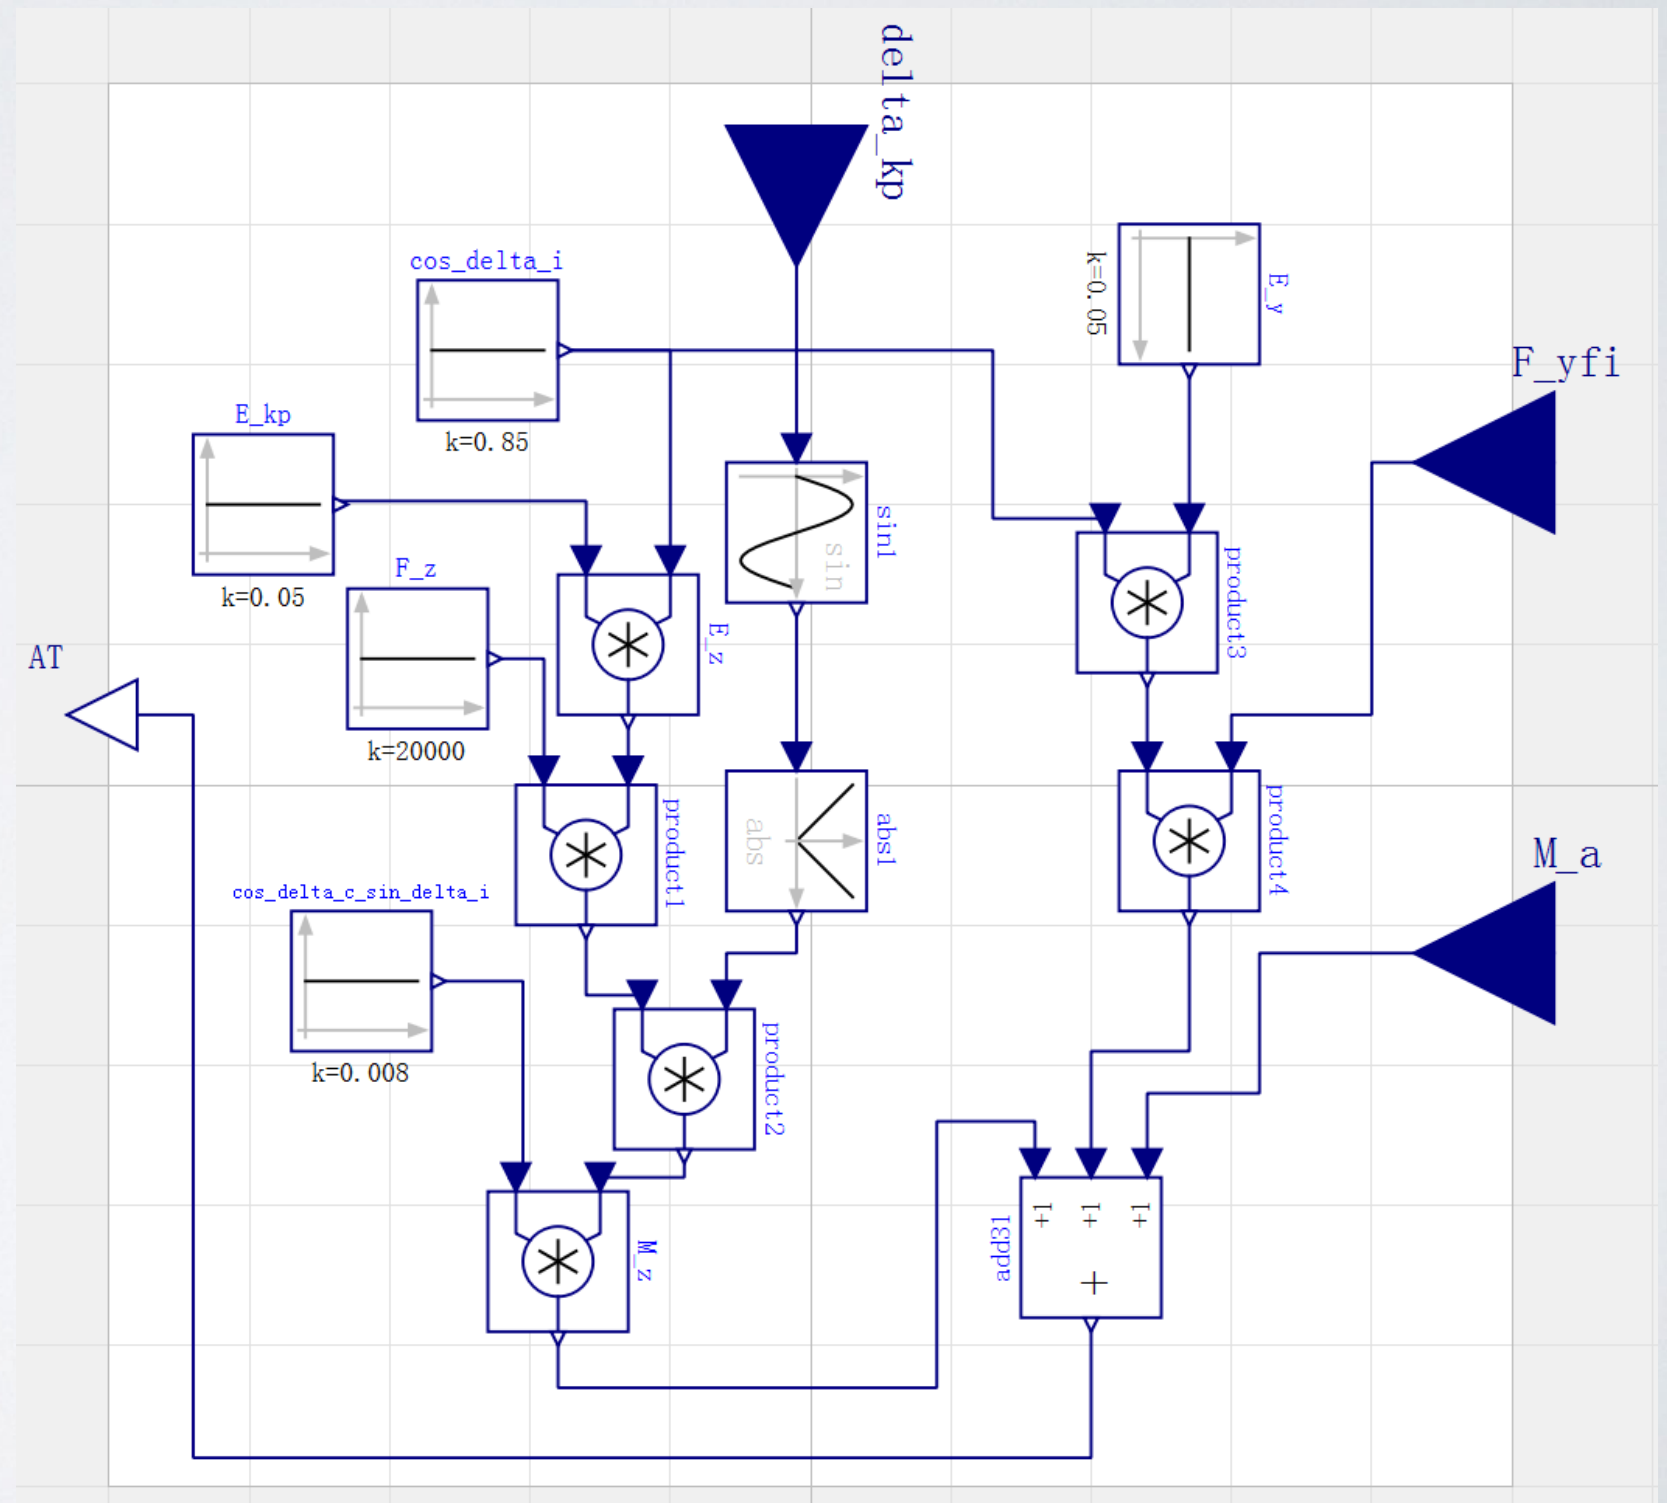 delta_kp
cos_delta_i
k=0.85
E_y
k=0.05
F_yfi
E_kp
k=0.05
sin1
sin
product3
F_z
k=20000
E_z
AT
product1
abs1
abs
product4
M_a
cos_delta_c_sin_delta_i
k=0.008
product2
M_z
add31
+1
+1
+1
+